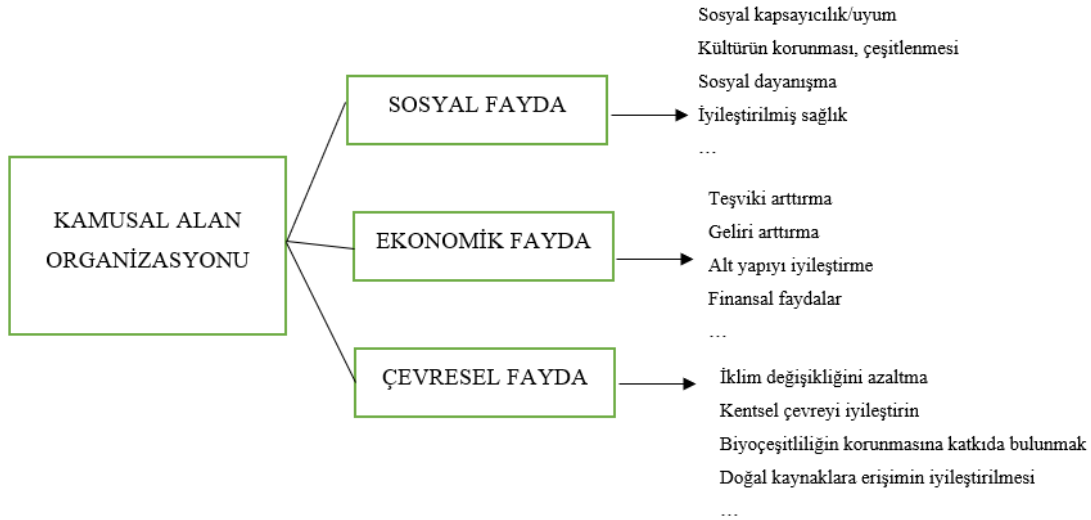 KAMUSAL ALAN
ORGANİZASYONU
SOSYAL FAYDA
Sosyal kapsayıcılık/uyum
Kültürün korunması, çeşitlenmesi
Sosyal dayanışma
İyileştirilmiş sağlık
…
EKONOMİK FAYDA
Teşviki arttırma
Geliri arttırma
Alt yapıyı iyileştirme
Finansal faydalar
…
ÇEVRESEL FAYDA
İklim değişikliğini azaltma
Kentsel çevreyi iyileştirin
Biyoçeşitliliğin korunmasına katkıda bulunmak
Doğal kaynaklara erişimin iyileştirilmesi
…